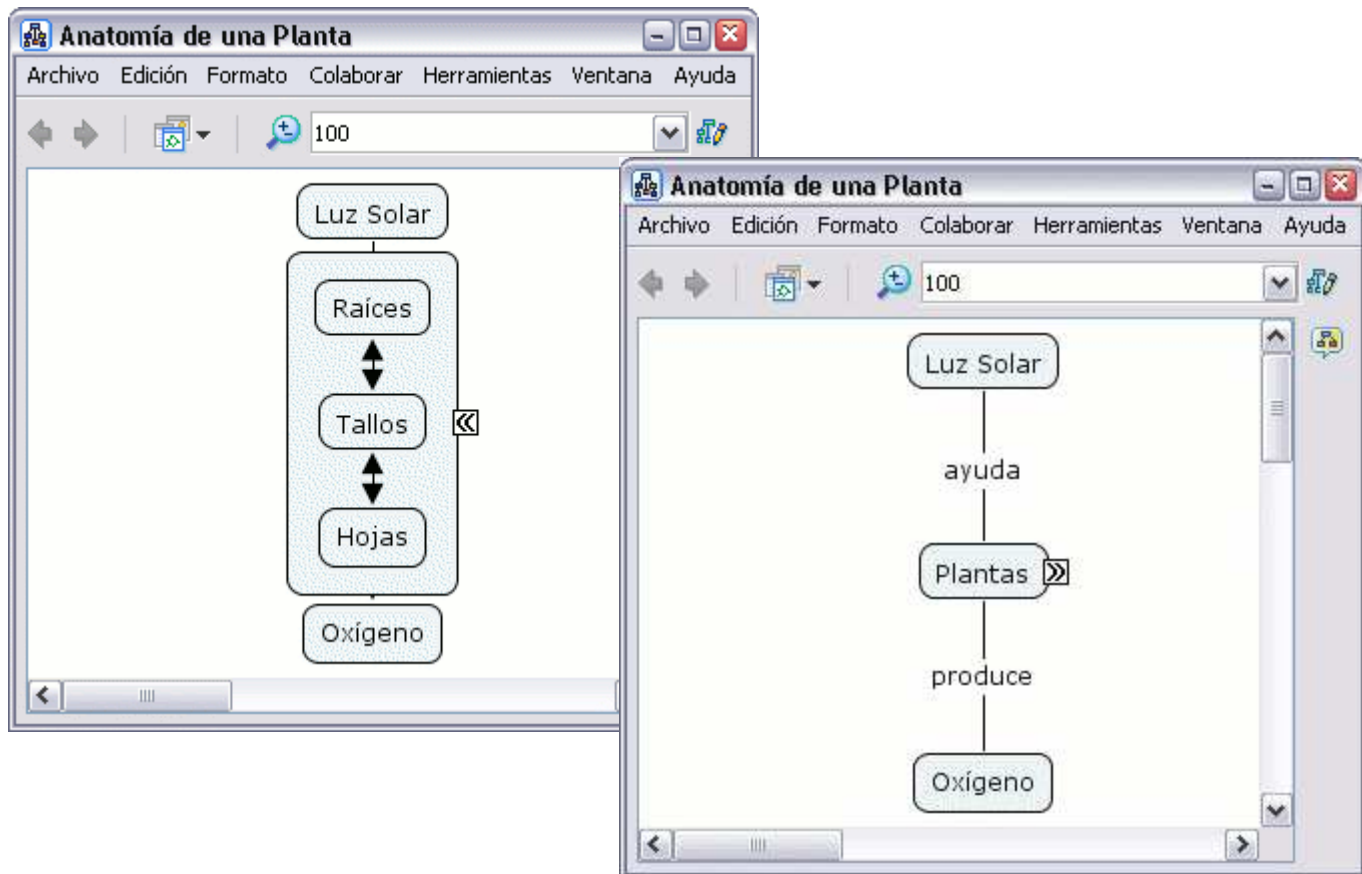 Anatomía de una Planta
Archivo Edición Formato Colaborar Herramientas Ventana Ayuda
100
Luz Solar
Raíces
Tallos
Hojas
Oxígeno
Anatomía de una Planta
Archivo Edición Formato Colaborar Herramientas Ventana Ayuda
100
Luz Solar
ayuda
Plantas
produce
Oxígeno